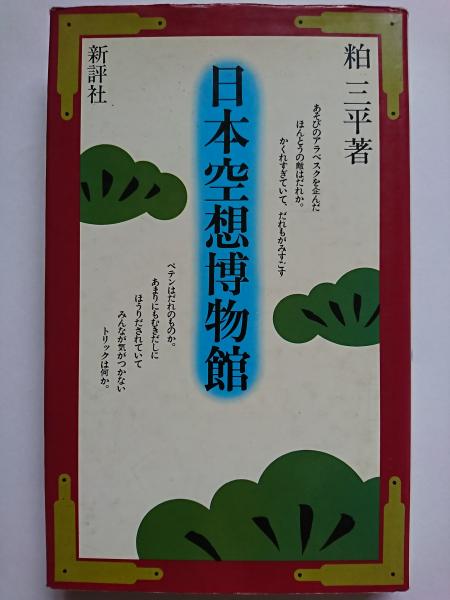 粕三平著
あそびのアラベスクを企んだ
ほんとうの敵はだれか。
かくれすぎていて、だれもがみすごす
日本空想博物館
ペテンはだれのものか。
あまりにもむきだしに
ほうりだされていて
みんなが気がつかない
トリックは何か。
新評社